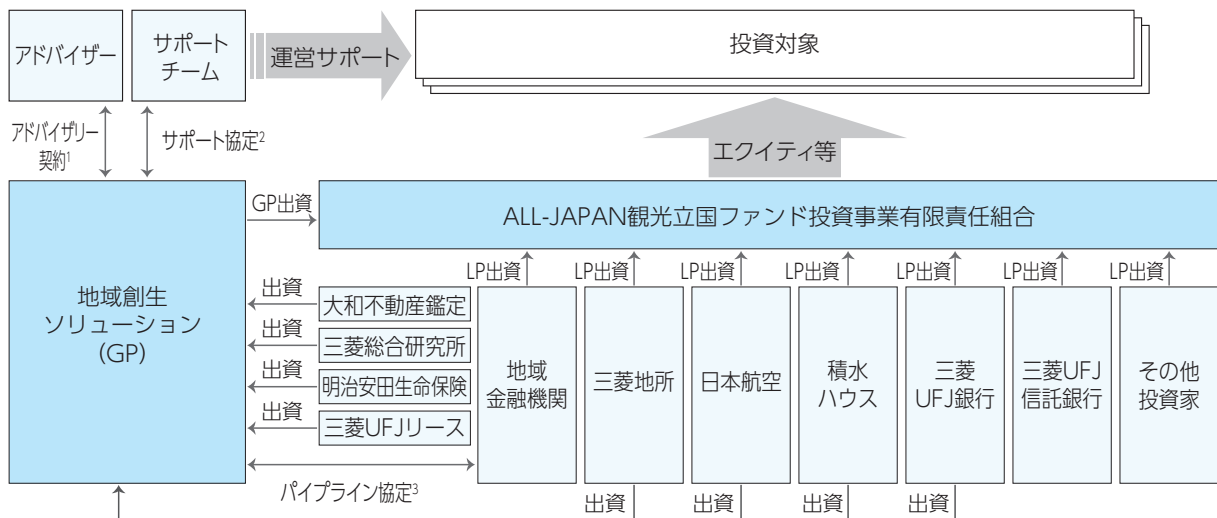 アドバイザー
サポート
チーム
運営サポート
投資対象
アドバイザリー
契約1
サポート協定2
エクイティ等
GP出資
ALL-JAPAN観光立国ファンド投資事業有限責任組合
LP出資
LP出資
LP出資
LP出資
LP出資
LP出資
LP出資
地域創生
ソリューション
(GP)
出資
大和不動産鑑定
出資
三菱総合研究所
出資
明治安田生命保険
出資
三菱UFJリース
地域
金融機関
三菱地所
日本航空
積水
ハウス
三菱
UFJ銀行
三菱UFJ
信託銀行
その他
投資家
パイプライン協定3
出資
出資
出資
出資